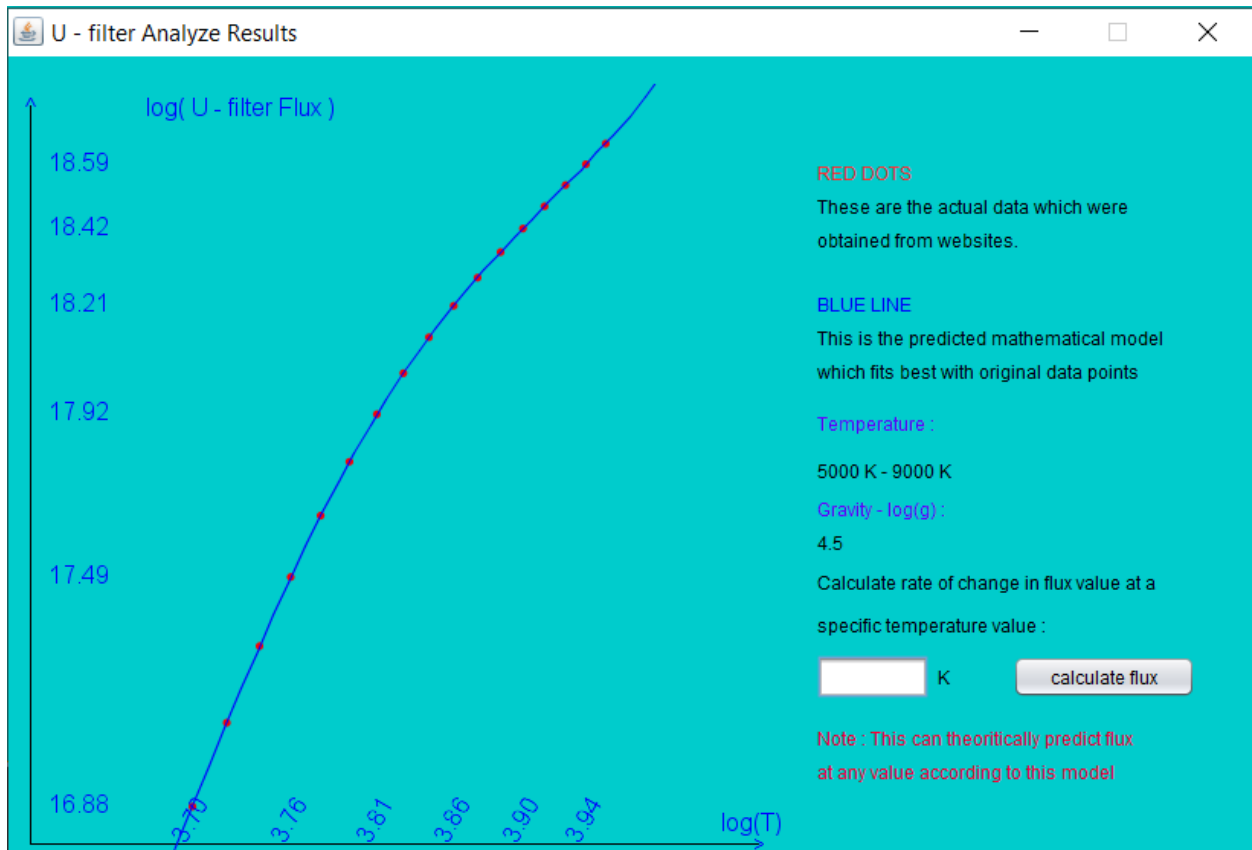 U - filter Analyze Results
log( U - filter Flux )
18.59
18.42
18.21
17.92
17.49
16.88
3.70
3.76
3.81
3.86
3.90
3.94
log(T)
RED DOTS
These are the actual data which were
obtained from websites.
BLUE LINE
This is the predicted mathematical model
which fits best with original data points
Temperature :
5000 K - 9000 K
Gravity - log(g) :
4.5
Calculate rate of change in flux value at a
specific temperature value :
K
calculate flux
Note : This can theoritically predict flux
at any value according to this model